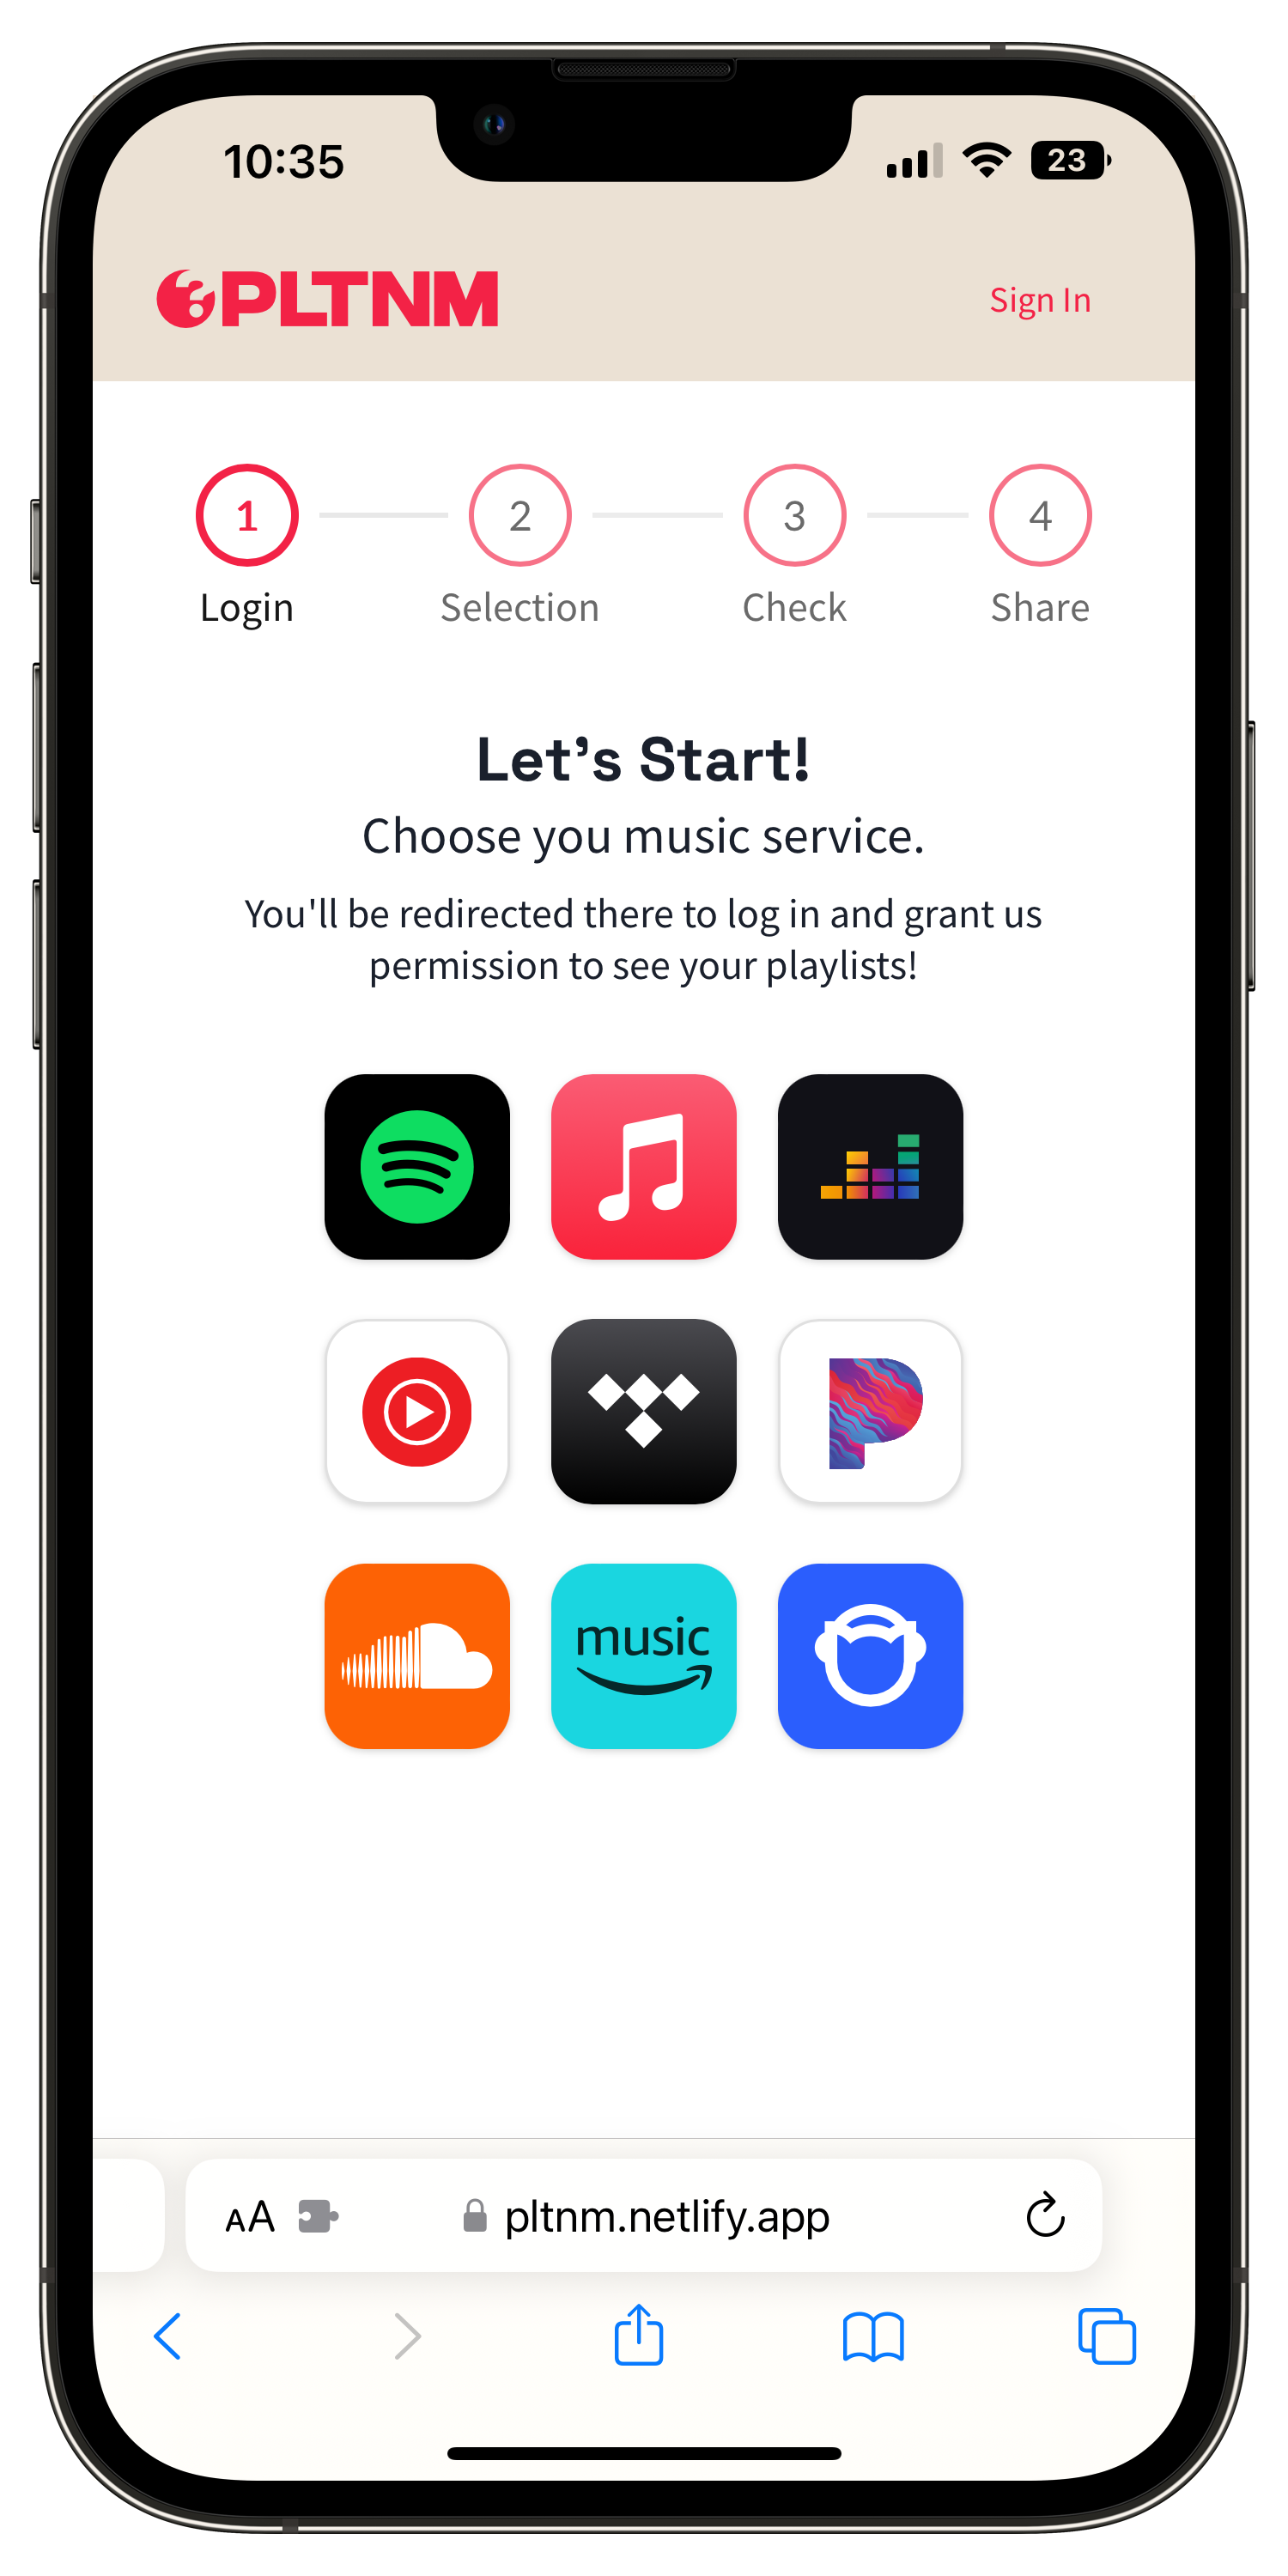 10:35
23
PLTNM
Sign In
1
2
3
4
Login
Selection
Check
Share
Let's Start!
Choose you music service.
You'll be redirected there to log in and grant us
permission to see your playlists!
music
AA
pltnm.netlify.app